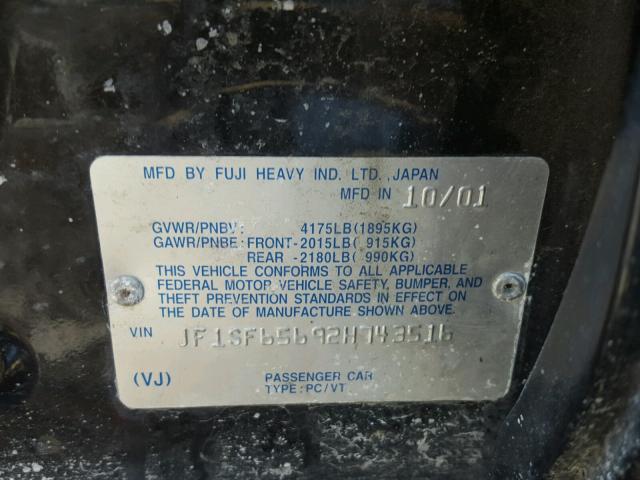 MFD BY FUJI HEAVY IND. LTD., JAPAN
MFD IN 10/01
GVWR/PNBV: 4175LB(1895KG)
GAWR/PNBE: FRONT-2015LB( 915KG)
REAR -2180LB( 990KG)
THIS VEHICLE CONFORMS TO ALL APPLICABLE
FEDERAL MOTOR VEHICLE SAFETY, BUMPER, AND
THEFT PREVENTION STANDARDS IN EFFECT ON
THE DATE OF MANUFACTURE SHOWN ABOVE.
VIN JF1SF65692H743516
(VJ) PASSENGER CAR
TYPE: PC/VT